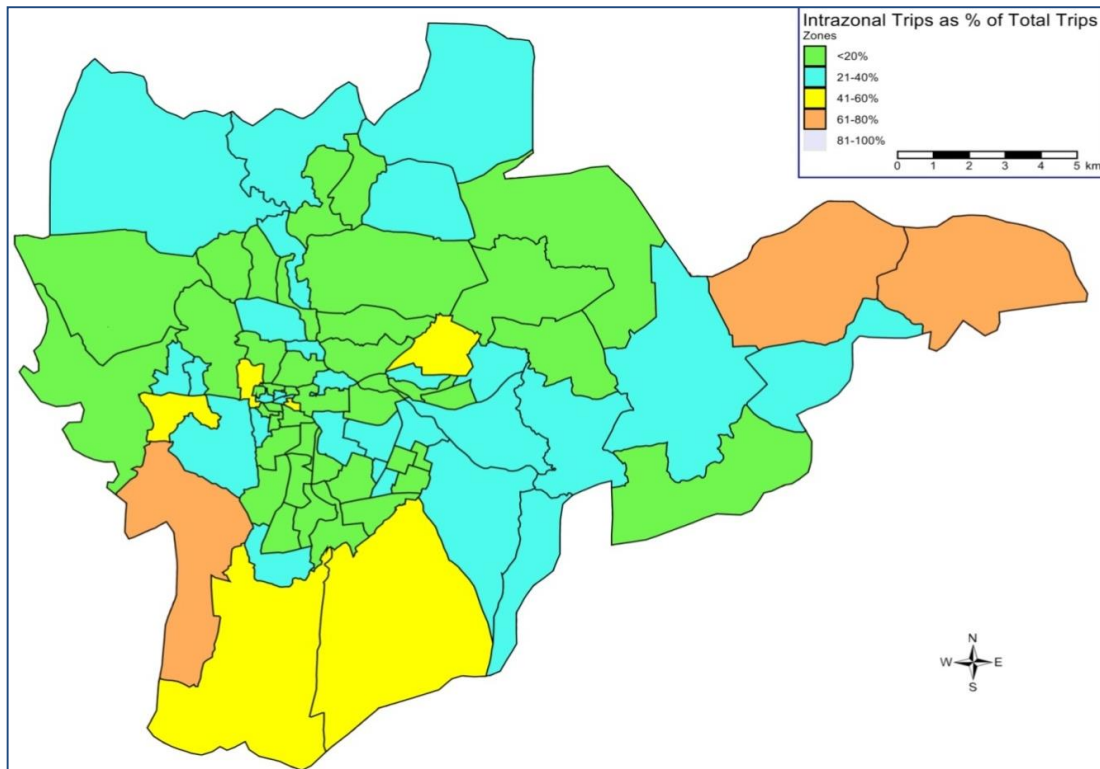 Intrazonal Trips as % of Total Trips
Zones
<20%
21-40%
41-60%
61-80%
81-100%
0 1 2 3 4 5 km
N
W E
S